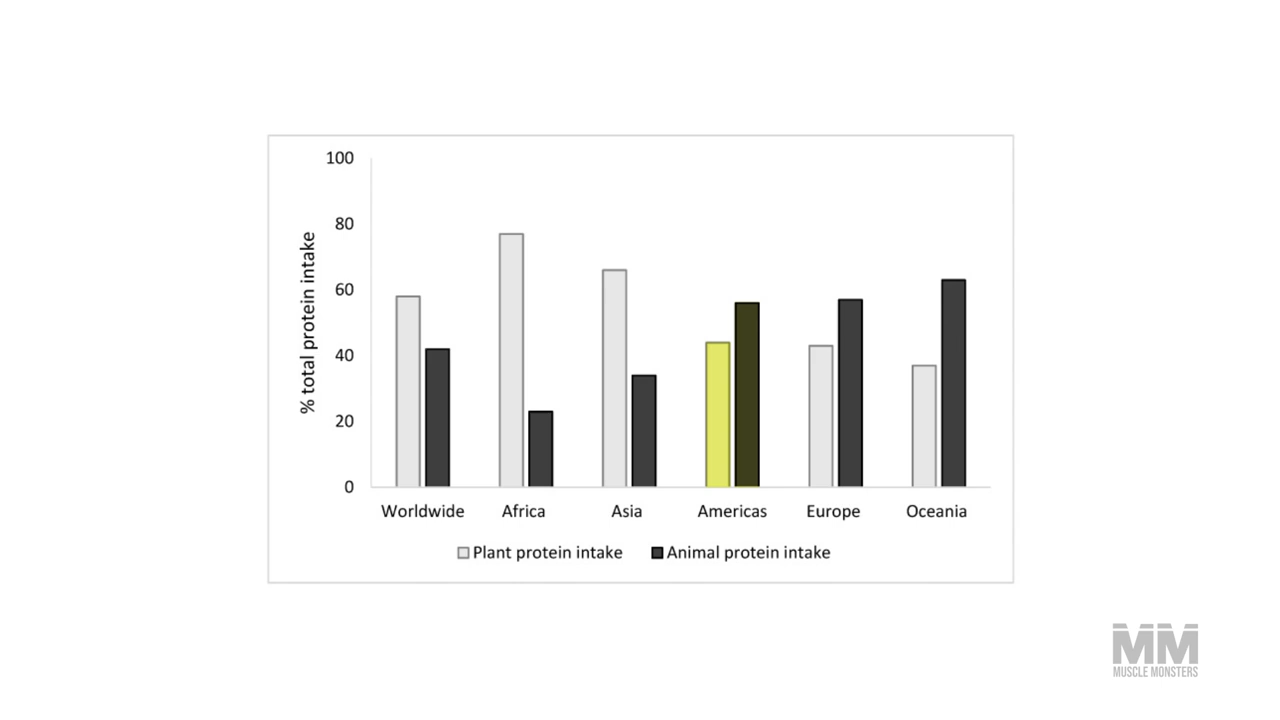 % total protein intake
100
80
60
40
20
0
Worldwide Africa Asia Americas Europe Oceania
Plant protein intake Animal protein intake
MM
MUSCLE MONSTERS